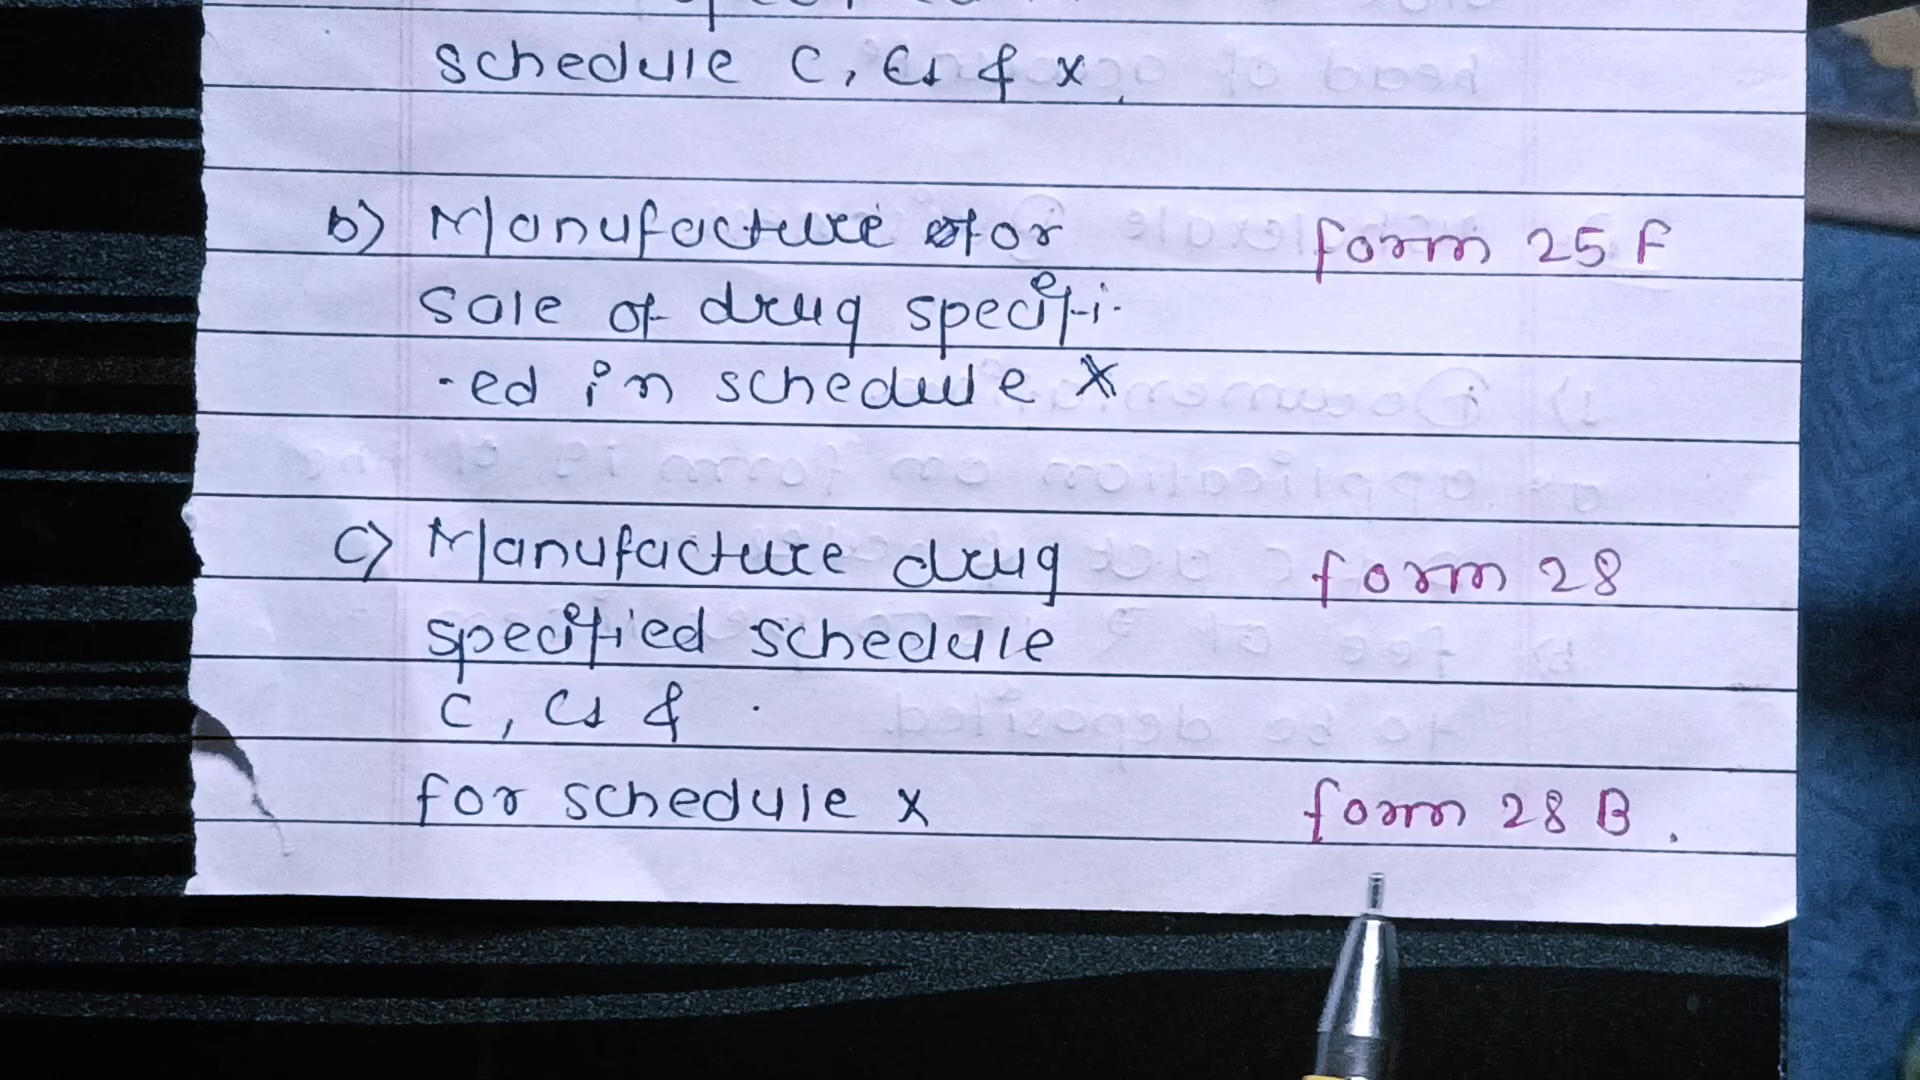 schedule C, C1 & X.
b) Manufacture for form 25 F
sale of drug specifi-
-ed in schedule X
c) Manufacture drug form 28
specified schedule
C, C1 &
for schedule X form 28 B.